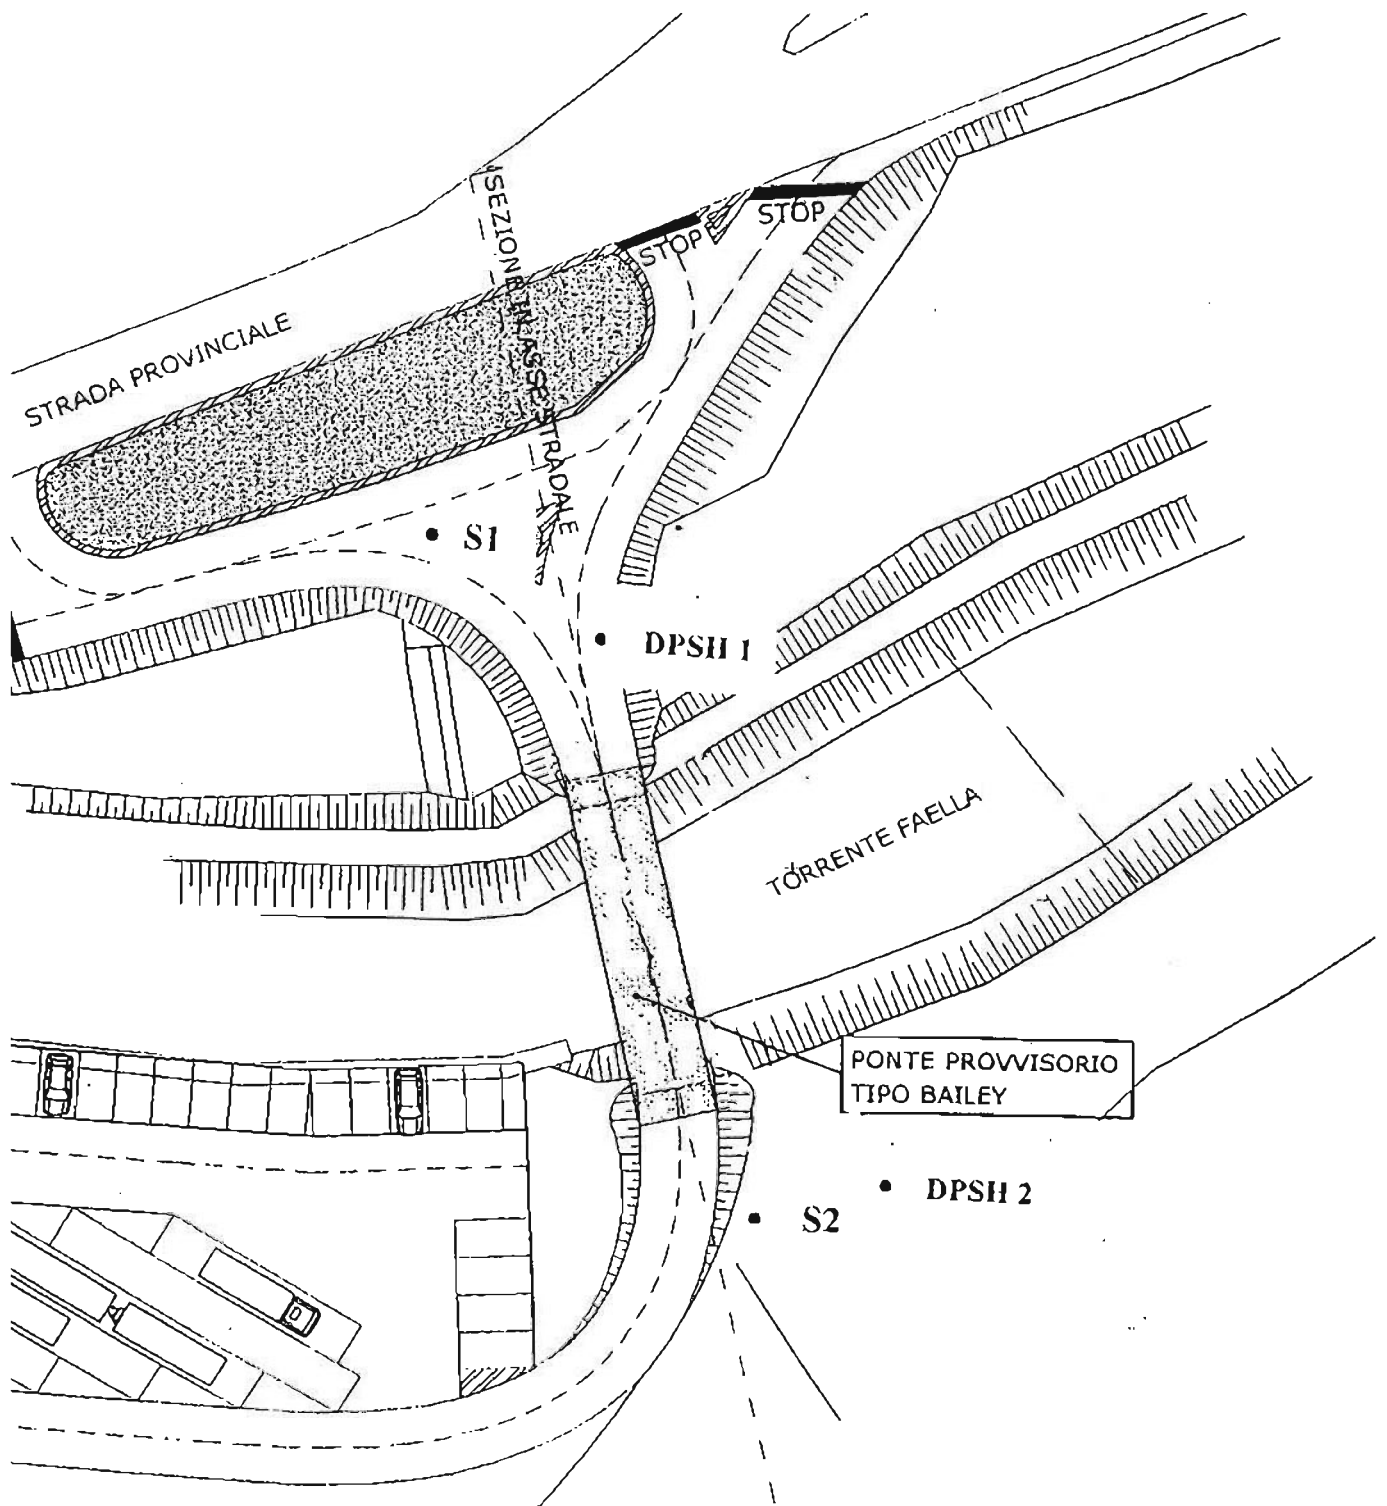 STOP
STOP
SEZIONE IN ASSE STRADALE
STRADA PROVINCIALE
S1
DPSH 1
TORRENTE FAELLA
PONTE PROVVISORIO
TIPO BAILEY
DPSH 2
S2